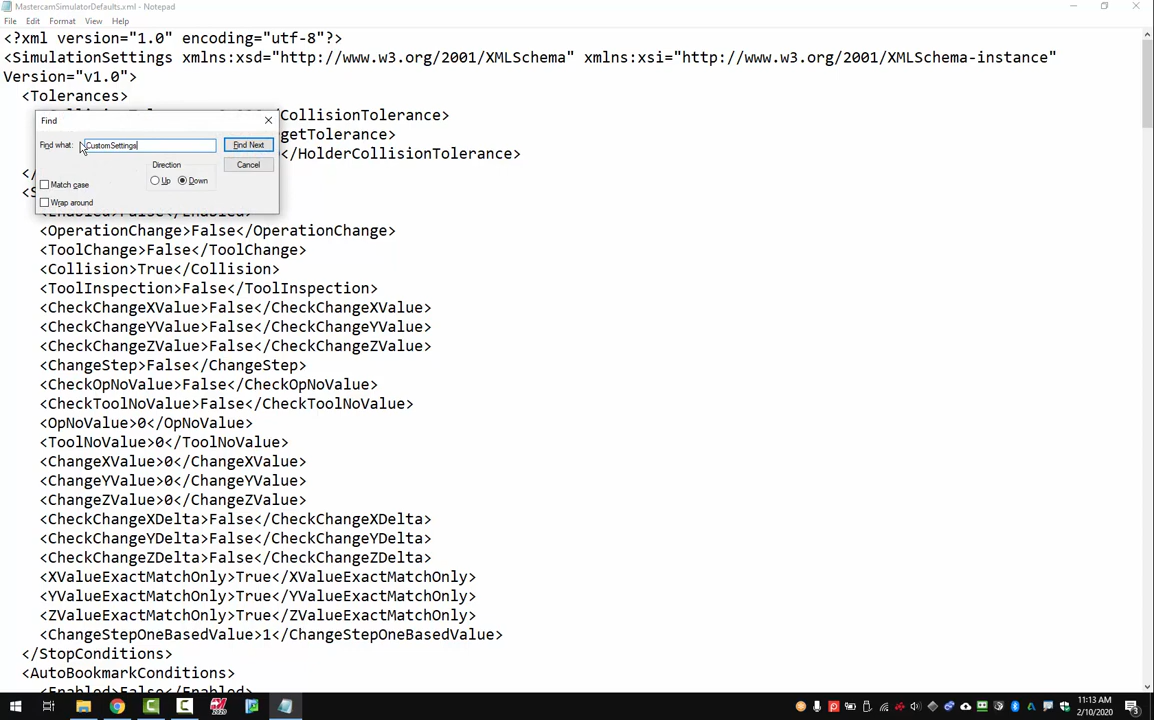 MastercamSimulatorDefaults.xml - Notepad
File Edit Format View Help
<?xml version="1.0" encoding="utf-8"?>
<SimulationSettings xmlns:xsd="http://www.w3.org/2001/XMLSchema" xmlns:xsi="http://www.w3.org/2001/XMLSchema-instance"
Version="v1.0">
<Tolerances>
CollisionTolerance>
getTolerance>
</HolderCollisionTolerance>
</
<S
Find
Find what: CustomSettings Find Next
Direction Cancel
Up Down
Match case
Wrap around
<Enabled>False</Enabled>
<OperationChange>False</OperationChange>
<ToolChange>False</ToolChange>
<Collision>True</Collision>
<ToolInspection>False</ToolInspection>
<CheckChangeXValue>False</CheckChangeXValue>
<CheckChangeYValue>False</CheckChangeYValue>
<CheckChangeZValue>False</CheckChangeZValue>
<ChangeStep>False</ChangeStep>
<CheckOpNoValue>False</CheckOpNoValue>
<CheckToolNoValue>False</CheckToolNoValue>
<OpNoValue>0</OpNoValue>
<ToolNoValue>0</ToolNoValue>
<ChangeXValue>0</ChangeXValue>
<ChangeYValue>0</ChangeYValue>
<ChangeZValue>0</ChangeZValue>
<CheckChangeXDelta>False</CheckChangeXDelta>
<CheckChangeYDelta>False</CheckChangeYDelta>
<CheckChangeZDelta>False</CheckChangeZDelta>
<XValueExactMatchOnly>True</XValueExactMatchOnly>
<YValueExactMatchOnly>True</YValueExactMatchOnly>
<ZValueExactMatchOnly>True</ZValueExactMatchOnly>
<ChangeStepOneBasedValue>1</ChangeStepOneBasedValue>
</StopConditions>
<AutoBookmarkConditions>
<Enabled>False</Enabled>
11:13 AM
2/10/2020